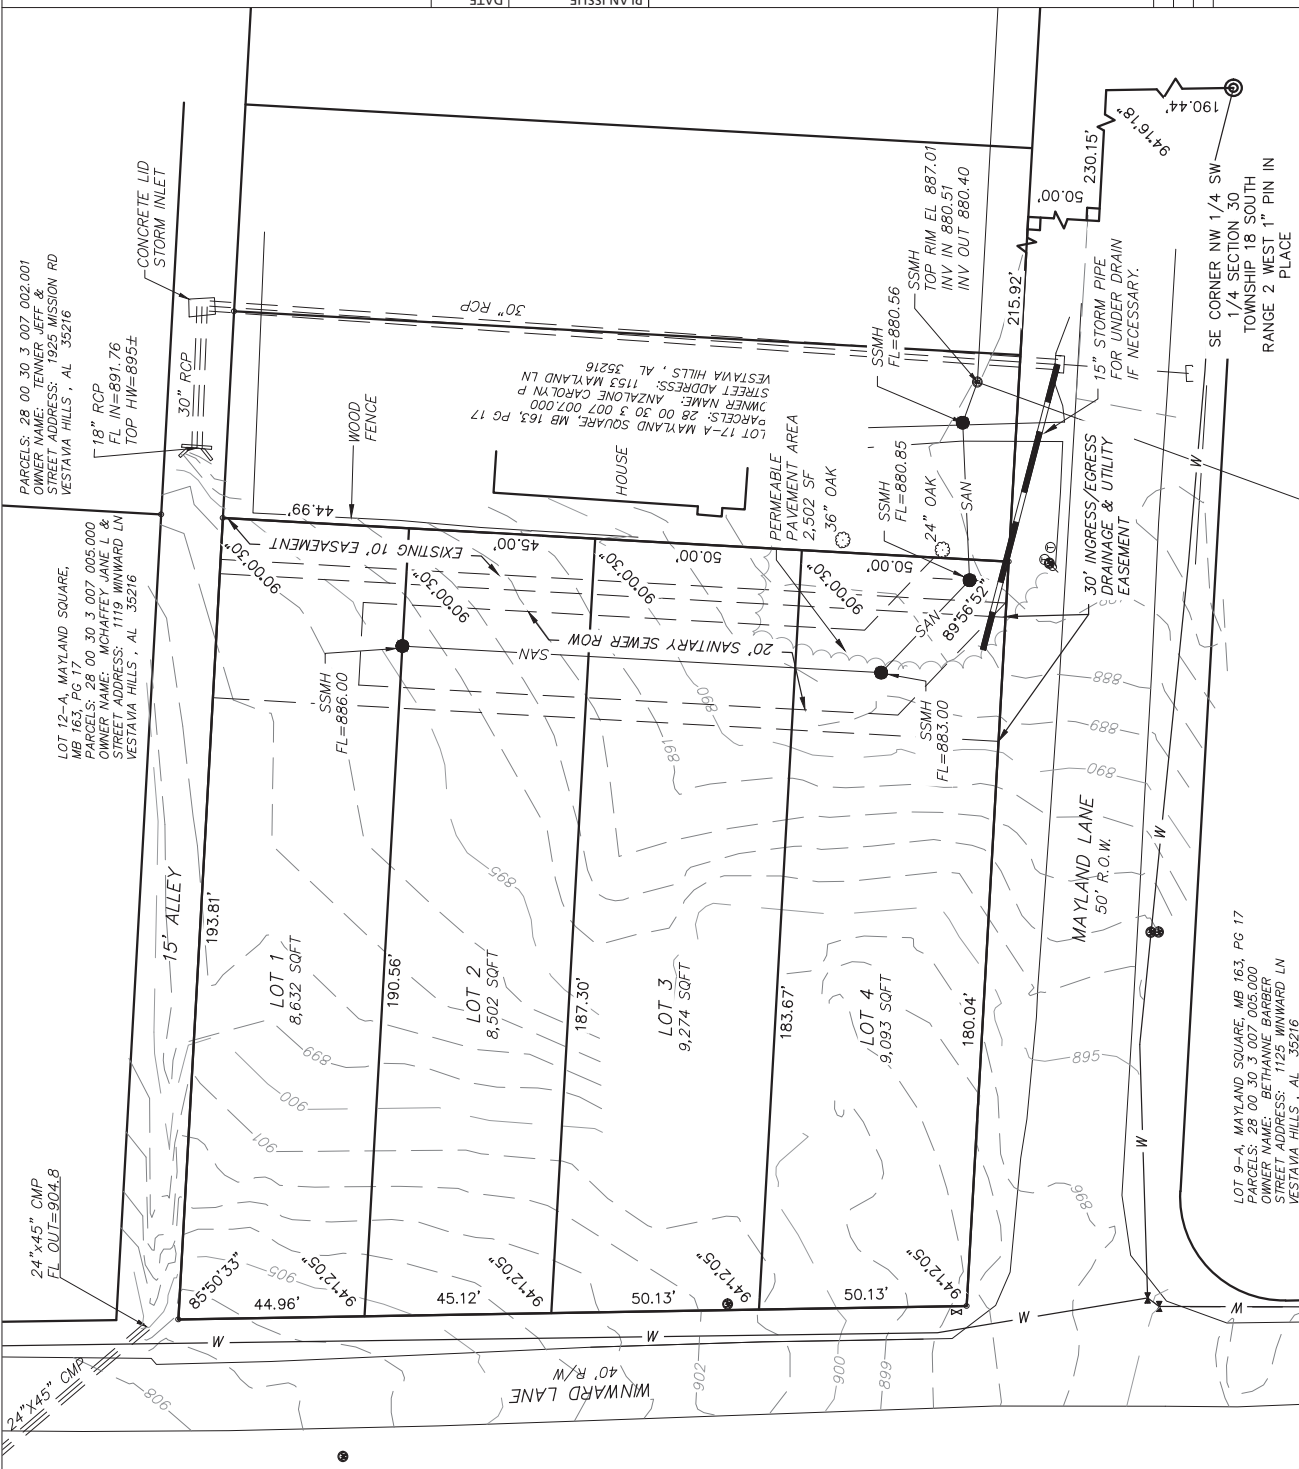 PLAN ISSUE
DATE
PARCELS: 28 00 30 3 007 002.001
OWNER NAME: TENNER JEFF &
STREET ADDRESS: 1925 MISSION RD
VESTAVIA HILLS , AL 35216
CONCRETE LID
STORM INLET
18" RCP
FL IN=891.76
TOP HW=895±
30" RCP
30" RCP
WOOD
FENCE
LOT 12-A, MAYLAND SQUARE,
MB 163, PG 17
PARCELS: 28 00 30 3 007 005.000
OWNER NAME: MCHAFFEY JANE L &
STREET ADDRESS: 1119 WINWARD LN
VESTAVIA HILLS , AL 35216
LOT 17-A MAYLAND SQUARE, MB 163, PG 17
PARCELS: 28 00 30 3 007 007.000
OWNER NAME: ANZALONE CAROLYN P
STREET ADDRESS: 1153 MAYLAND LN
VESTAVIA HILLS , AL 35216
HOUSE
PERMEABLE
PAVEMENT AREA
2,502 SF
36" OAK
24" OAK
SSMH
FL=880.85
SSMH
FL=880.56
SSMH
TOP RIM EL 887.01
INV IN 880.51
INV OUT 880.40
215.92'
50.00'
230.15'
94°16'18"
190.44'
SE CORNER NW 1/4 SW
1/4 SECTION 30
TOWNSHIP 18 SOUTH
RANGE 2 WEST 1" PIN IN
PLACE
15" STORM PIPE
FOR UNDER DRAIN
IF NECESSARY.
30' INGRESS/EGRESS
DRAINAGE & UTILITY
EASEMENT
44.99'
45.00'
50.00'
50.00'
90°00'30"
90°00'30"
90°00'30"
90°00'30"
89°56'52"
EXISTING 10' EASAEMENT
20' SANITARY SEWER ROW
SAN
SAN
SAN
SSMH
FL=886.00
SSMH
FL=883.00
15' ALLEY
193.81'
LOT 1
8,632 SQFT
190.56'
LOT 2
8,502 SQFT
187.30'
LOT 3
9,274 SQFT
183.67'
LOT 4
9,093 SQFT
180.04'
MAYLAND LANE
50' R.O.W.
888
889
890
890
891
895
895
896
899
900
901
905
908
902
900
899
24"x45" CMP
FL OUT=904.8
24"X45" CMP
85°50'33"
94°12'05"
94°12'05"
94°12'05"
94°12'05"
44.96'
45.12'
50.13'
50.13'
W
W
W
W
W
W
W
WINWARD LANE
40' R/W
LOT 9-A, MAYLAND SQUARE, MB 163, PG 17
PARCELS: 28 00 30 3 007 005.000
OWNER NAME: BETHANNE BARBER
STREET ADDRESS: 1125 WINWARD LN
VESTAVIA HILLS , AL 35216